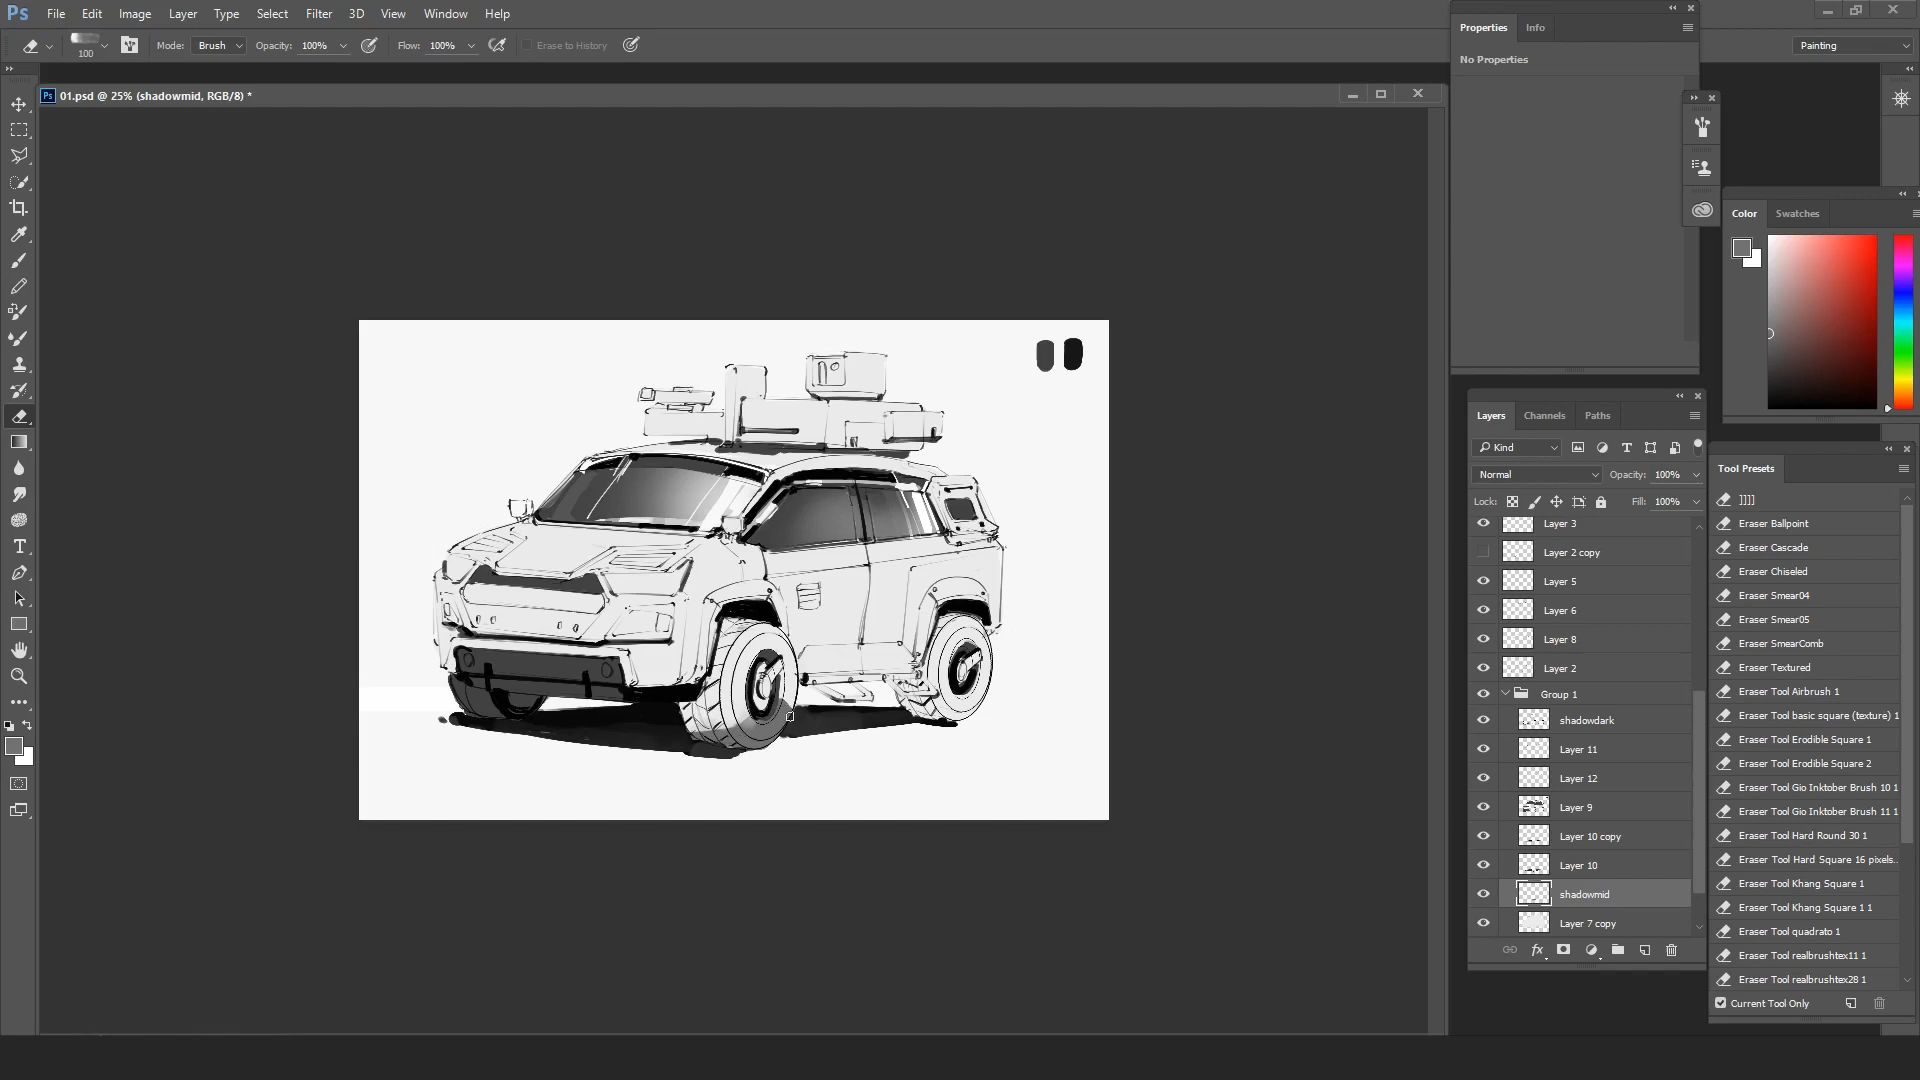 Ps File Edit Image Layer Type Select Filter 3D View Window Help
100 Mode: Brush Opacity: 100% Flow: 100% Erase to History
Painting
Properties Info
No Properties
Ps 01.psd @ 25% (shadowmid, RGB/8) *
Color Swatches
Layers Channels Paths
Kind
Normal Opacity: 100%
Lock: Fill: 100%
Layer 3
Layer 2 copy
Layer 5
Layer 6
Layer 8
Layer 2
Group 1
shadowdark
Layer 11
Layer 12
Layer 9
Layer 10 copy
Layer 10
shadowmid
Layer 7 copy
fx
Tool Presets
]]]]
Eraser Ballpoint
Eraser Cascade
Eraser Chiseled
Eraser Smear04
Eraser Smear05
Eraser SmearComb
Eraser Textured
Eraser Tool Airbrush 1
Eraser Tool basic square (texture) 1
Eraser Tool Erodible Square 1
Eraser Tool Erodible Square 2
Eraser Tool Gio Inktober Brush 10 1
Eraser Tool Gio Inktober Brush 11 1
Eraser Tool Hard Round 30 1
Eraser Tool Hard Square 16 pixels..
Eraser Tool Khang Square 1
Eraser Tool Khang Square 1 1
Eraser Tool quadrato 1
Eraser Tool realbrushtex11 1
Eraser Tool realbrushtex28 1
Current Tool Only